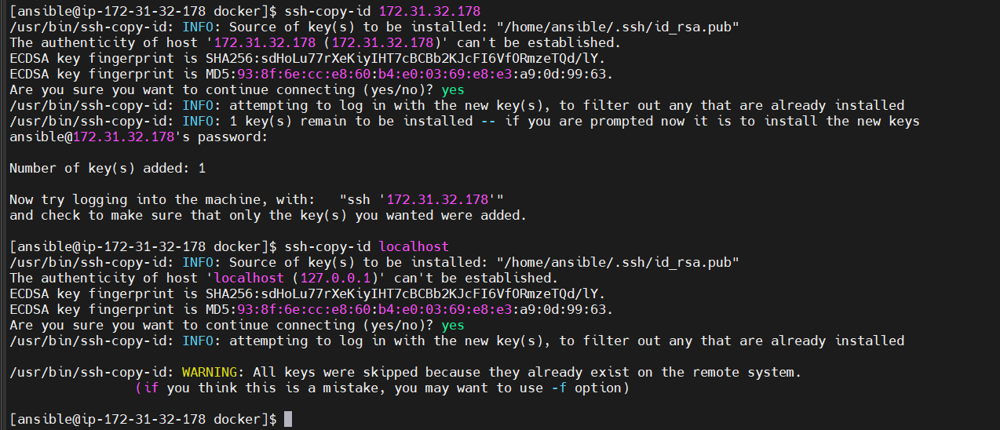 [ansible@ip-172-31-32-178 docker]$ ssh-copy-id 172.31.32.178
/usr/bin/ssh-copy-id: INFO: Source of key(s) to be installed: "/home/ansible/.ssh/id_rsa.pub"
The authenticity of host '172.31.32.178 (172.31.32.178)' can't be established.
ECDSA key fingerprint is SHA256:sdHoLu77rXeKiyIHT7cBCBb2KJcFI6VfORmzeTQd/lY.
ECDSA key fingerprint is MD5:93:8f:6e:cc:e8:60:b4:e0:03:69:e8:e3:a9:0d:99:63.
Are you sure you want to continue connecting (yes/no)? yes
/usr/bin/ssh-copy-id: INFO: attempting to log in with the new key(s), to filter out any that are already installed
/usr/bin/ssh-copy-id: INFO: 1 key(s) remain to be installed -- if you are prompted now it is to install the new keys
ansible@172.31.32.178's password:
Number of key(s) added: 1
Now try logging into the machine, with:   "ssh '172.31.32.178'"
and check to make sure that only the key(s) you wanted were added.
[ansible@ip-172-31-32-178 docker]$ ssh-copy-id localhost
/usr/bin/ssh-copy-id: INFO: Source of key(s) to be installed: "/home/ansible/.ssh/id_rsa.pub"
The authenticity of host 'localhost (127.0.0.1)' can't be established.
ECDSA key fingerprint is SHA256:sdHoLu77rXeKiyIHT7cBCBb2KJcFI6VfORmzeTQd/lY.
ECDSA key fingerprint is MD5:93:8f:6e:cc:e8:60:b4:e0:03:69:e8:e3:a9:0d:99:63.
Are you sure you want to continue connecting (yes/no)? yes
/usr/bin/ssh-copy-id: INFO: attempting to log in with the new key(s), to filter out any that are already installed
/usr/bin/ssh-copy-id: WARNING: All keys were skipped because they already exist on the remote system.
(if you think this is a mistake, you may want to use -f option)
[ansible@ip-172-31-32-178 docker]$